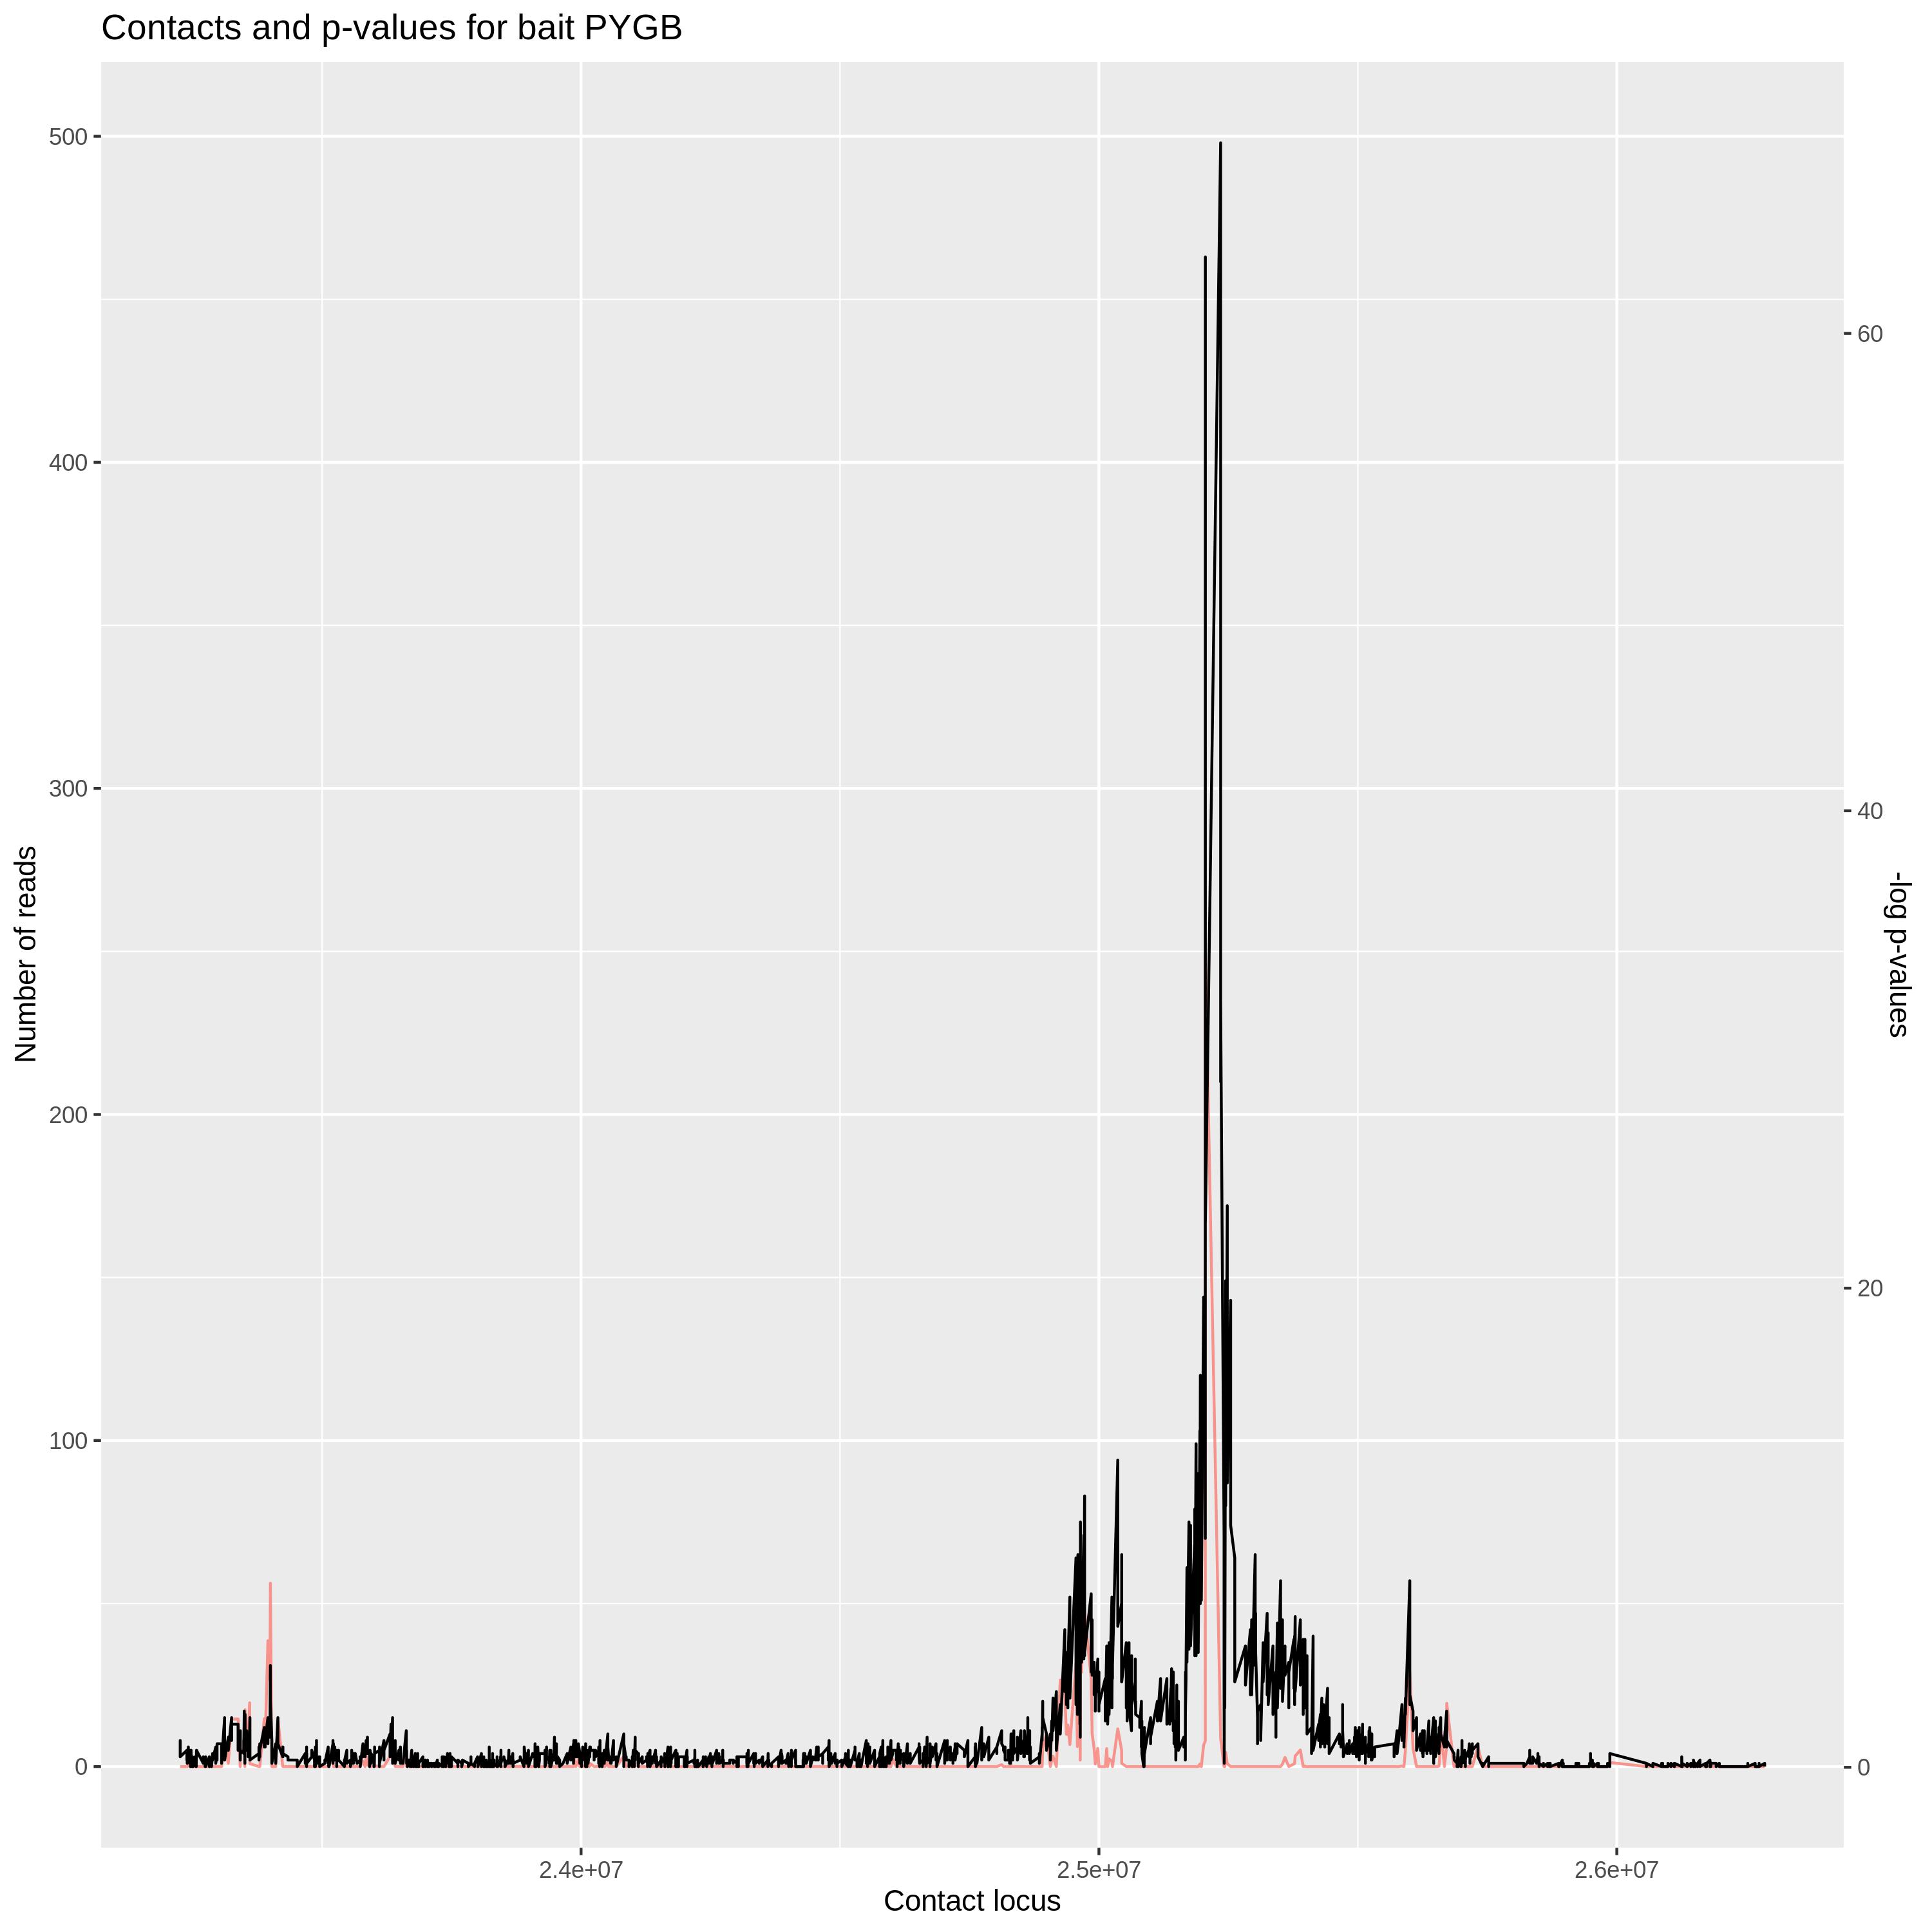 Contacts and p-values for bait PYGB
500
400
300
200
100
0
60
40
20
0
Number of reads
-log p-values
2.4e+07 2.5e+07 2.6e+07
Contact locus